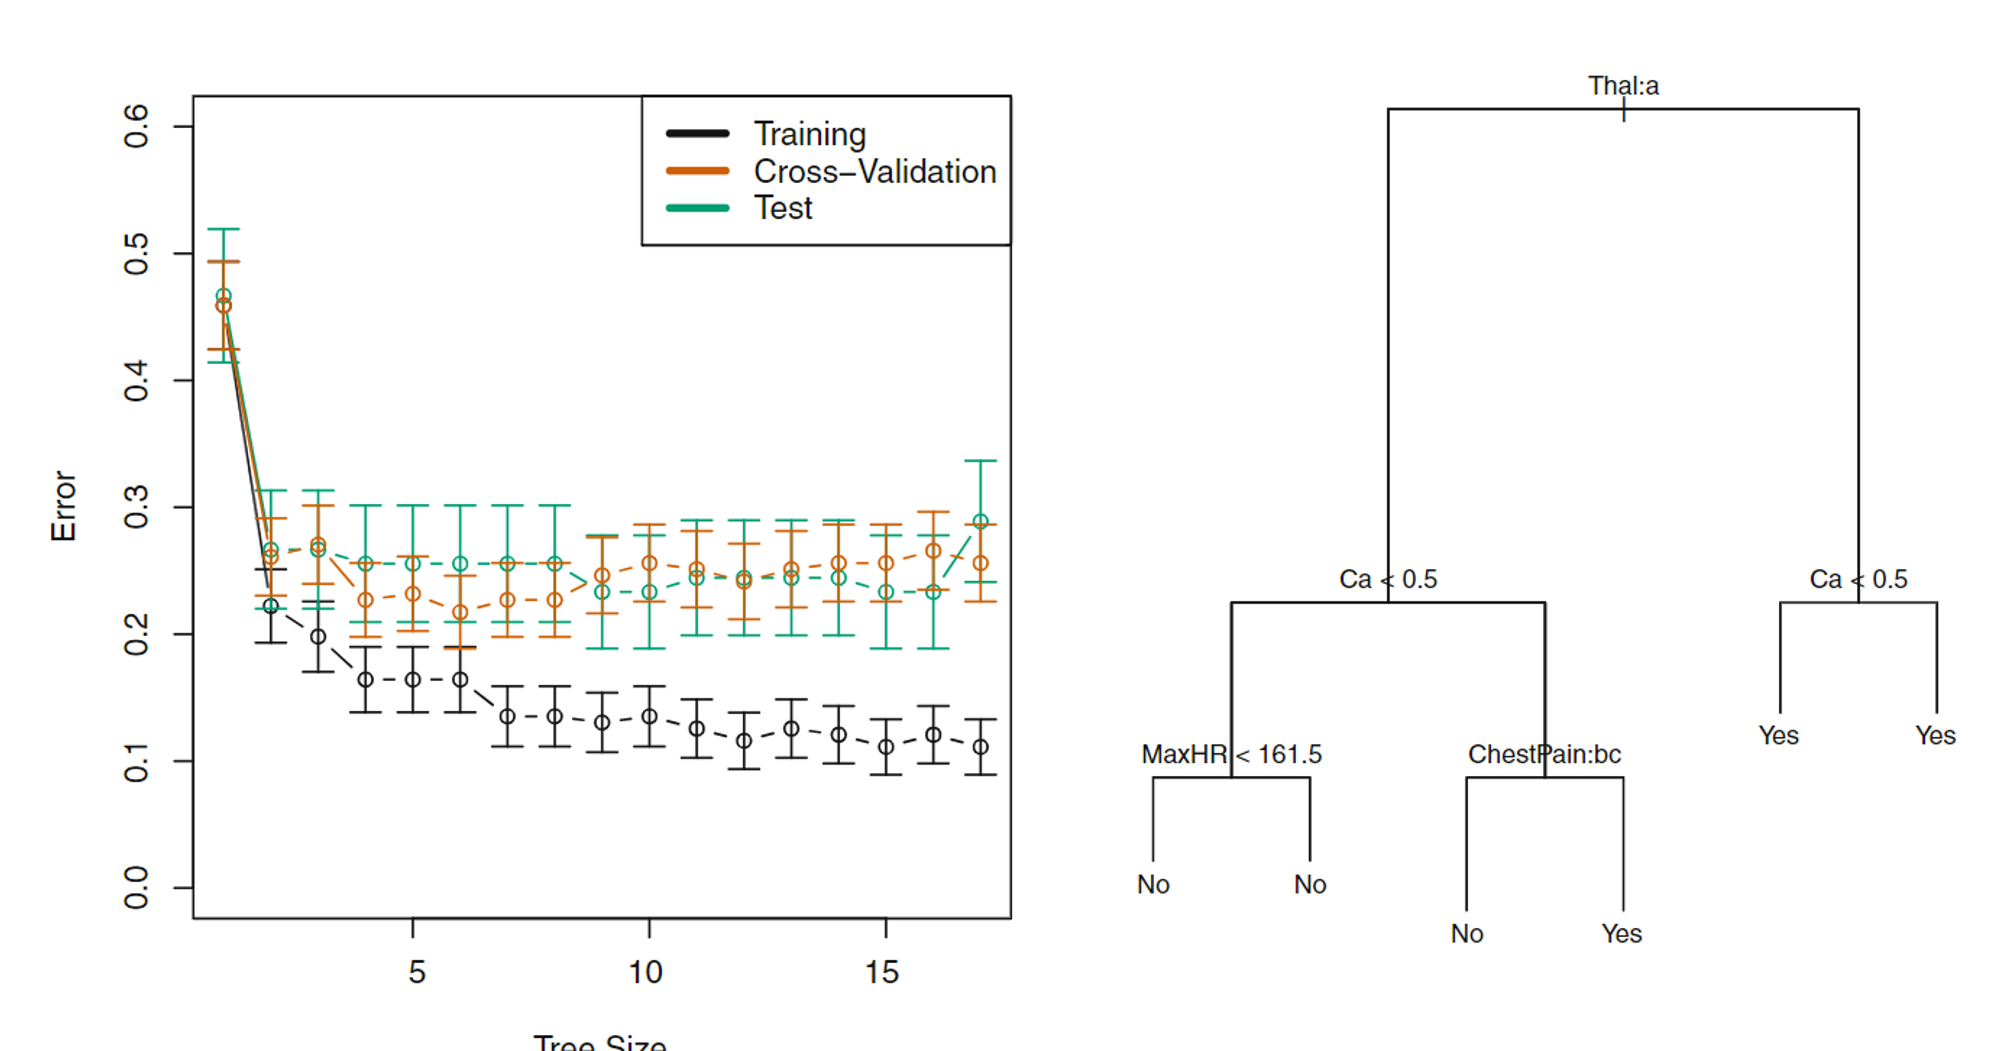 Training
Cross−Validation
Test
0.6
0.5
0.4
0.3
0.2
0.1
0.0
Error
5 10 15
Tree Size
Thal:a
Ca < 0.5 Ca < 0.5
MaxHR < 161.5 ChestPain:bc
Yes Yes
No No
No Yes